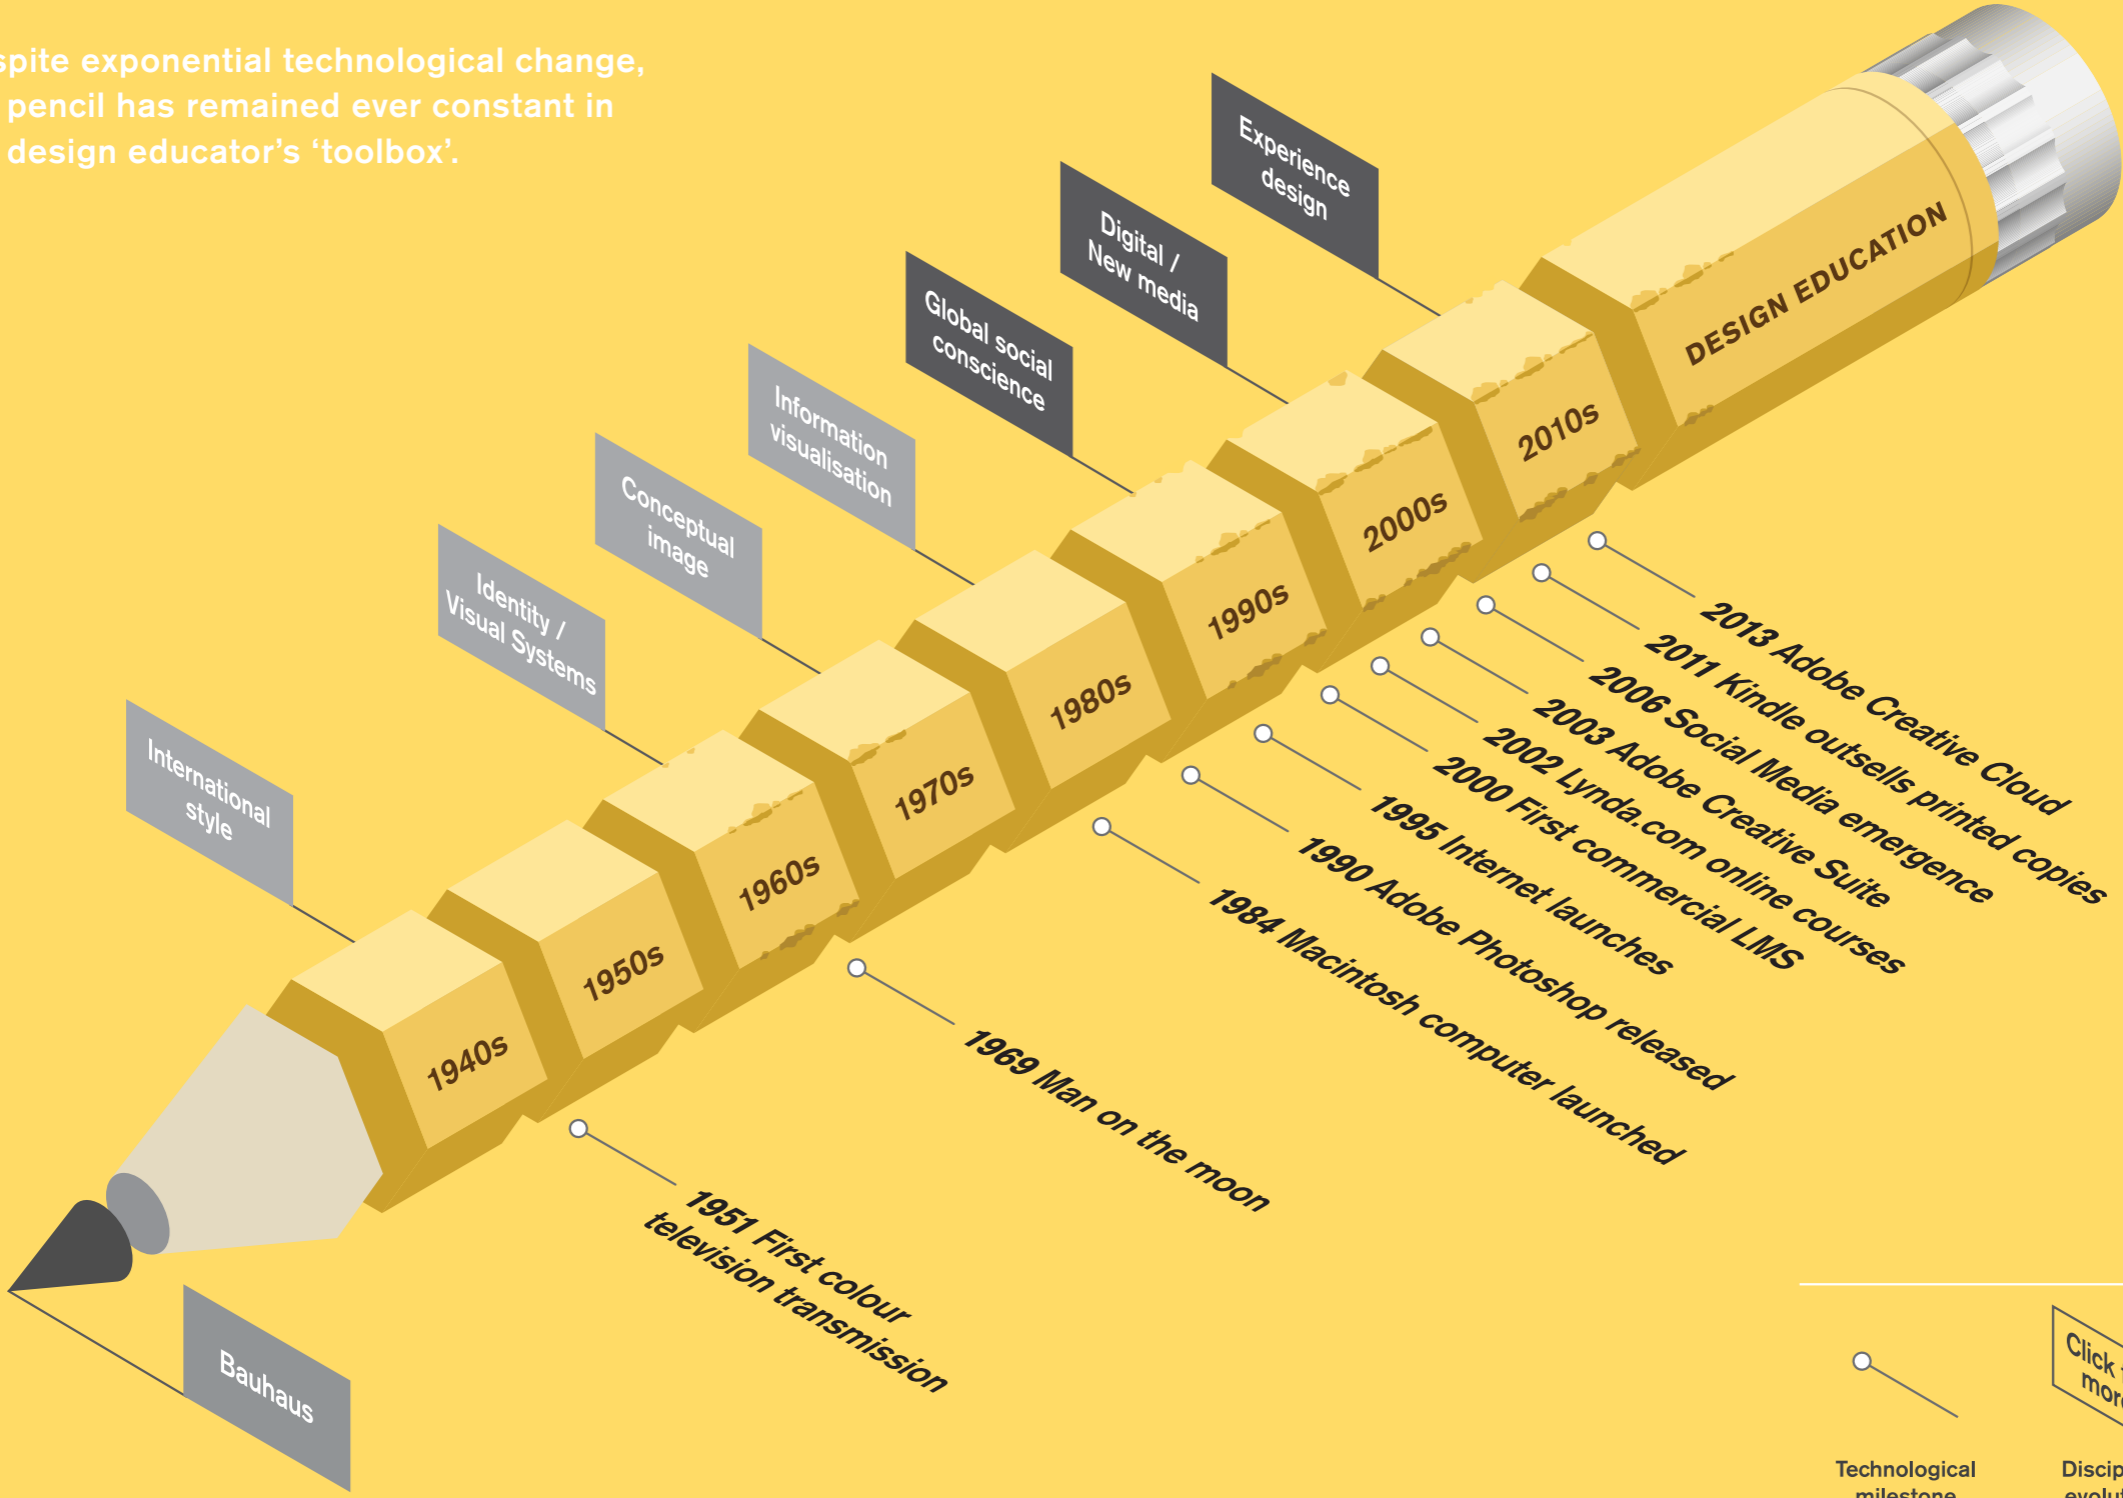 pencil has remained ever constant in
design educator's 'toolbox'.
exponential technological change,
Experience
design
Digital /
New media
Global social
conscience
Information
visualisation
Conceptual
image
Identity /
Visual Systems
International
style
Bauhaus
DESIGN EDUCATION
2010s
2000s
1990s
1980s
1970s
1960s
1950s
1940s
2013 Adobe Creative Cloud
2011 Kindle outsells printed copies
2006 Social Media emergence
2003 Adobe Creative Suite
2002 Lynda.com online courses
2000 First commercial LMS
1995 Internet launches
1990 Adobe Photoshop released
1984 Macintosh computer launched
1969 Man on the moon
1951 First colour
television transmission
Click
more
Technological
milestone